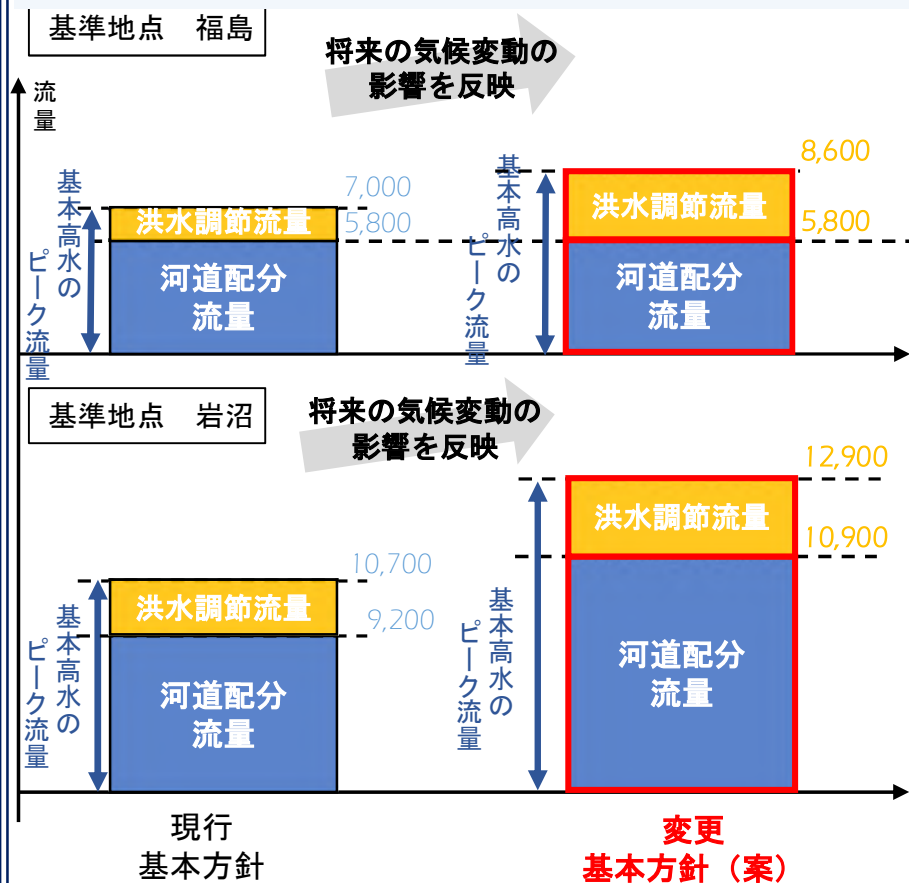 基準地点　福島
将来の気候変動の
影響を反映
流
量
基本高水の
ピーク流量
7,000
5,800
洪水調節流量
河道配分
流量
基本高水の
ピーク流量
8,600
5,800
洪水調節流量
河道配分
流量
基準地点　岩沼
将来の気候変動の
影響を反映
基本高水の
ピーク流量
10,700
9,200
洪水調節流量
河道配分
流量
基本高水の
ピーク流量
12,900
10,900
洪水調節流量
河道配分
流量
現行
基本方針
変更
基本方針（案）